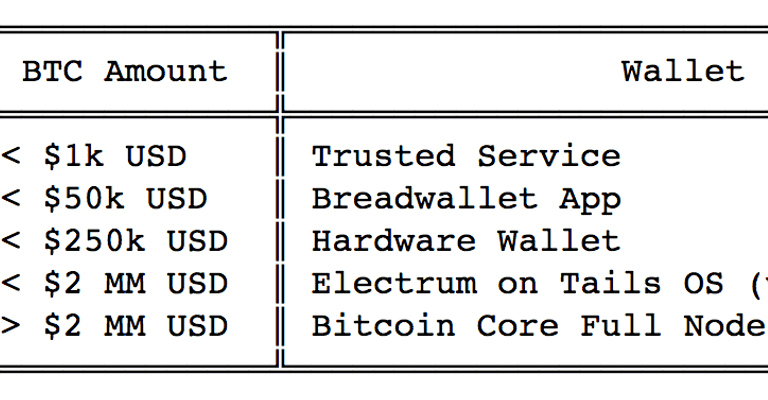 BTC Amount Wallet
< $1k USD Trusted Service
< $50k USD Breadwallet App
< $250k USD Hardware Wallet
< $2 MM USD Electrum on Tails OS (
> $2 MM USD Bitcoin Core Full Node